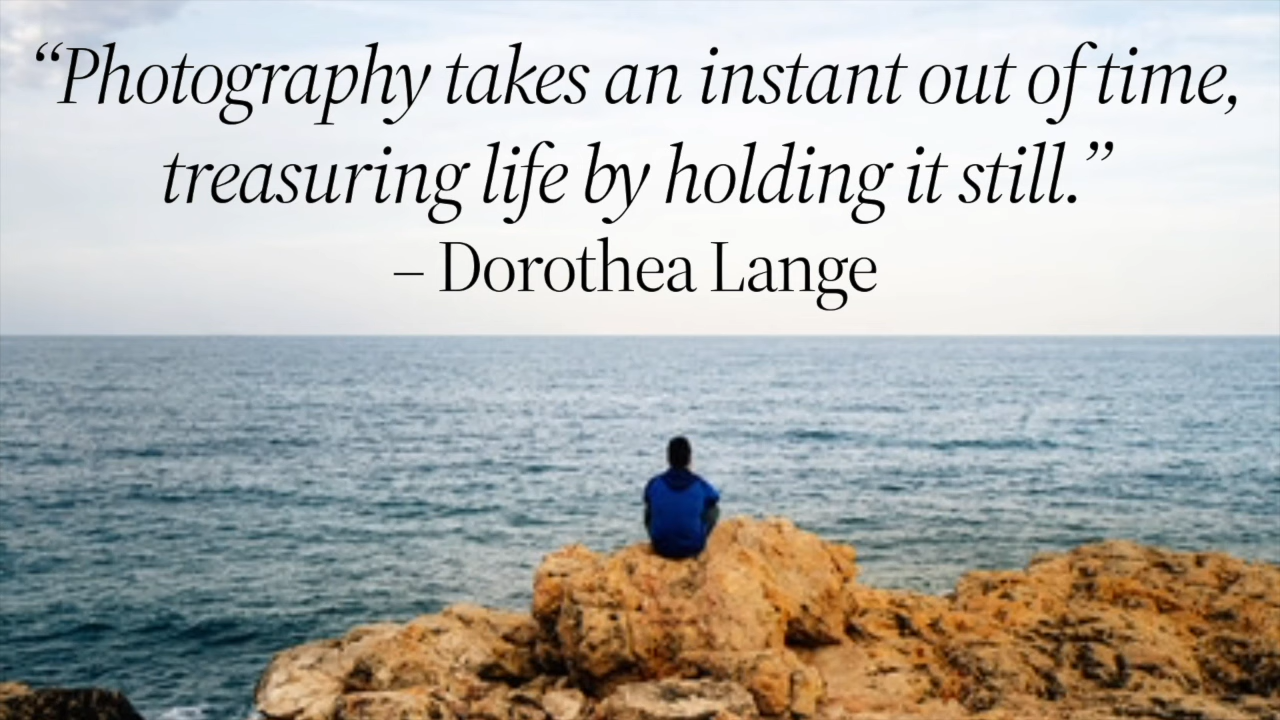 “Photography takes an instant out of time,
treasuring life by holding it still.”
– Dorothea Lange